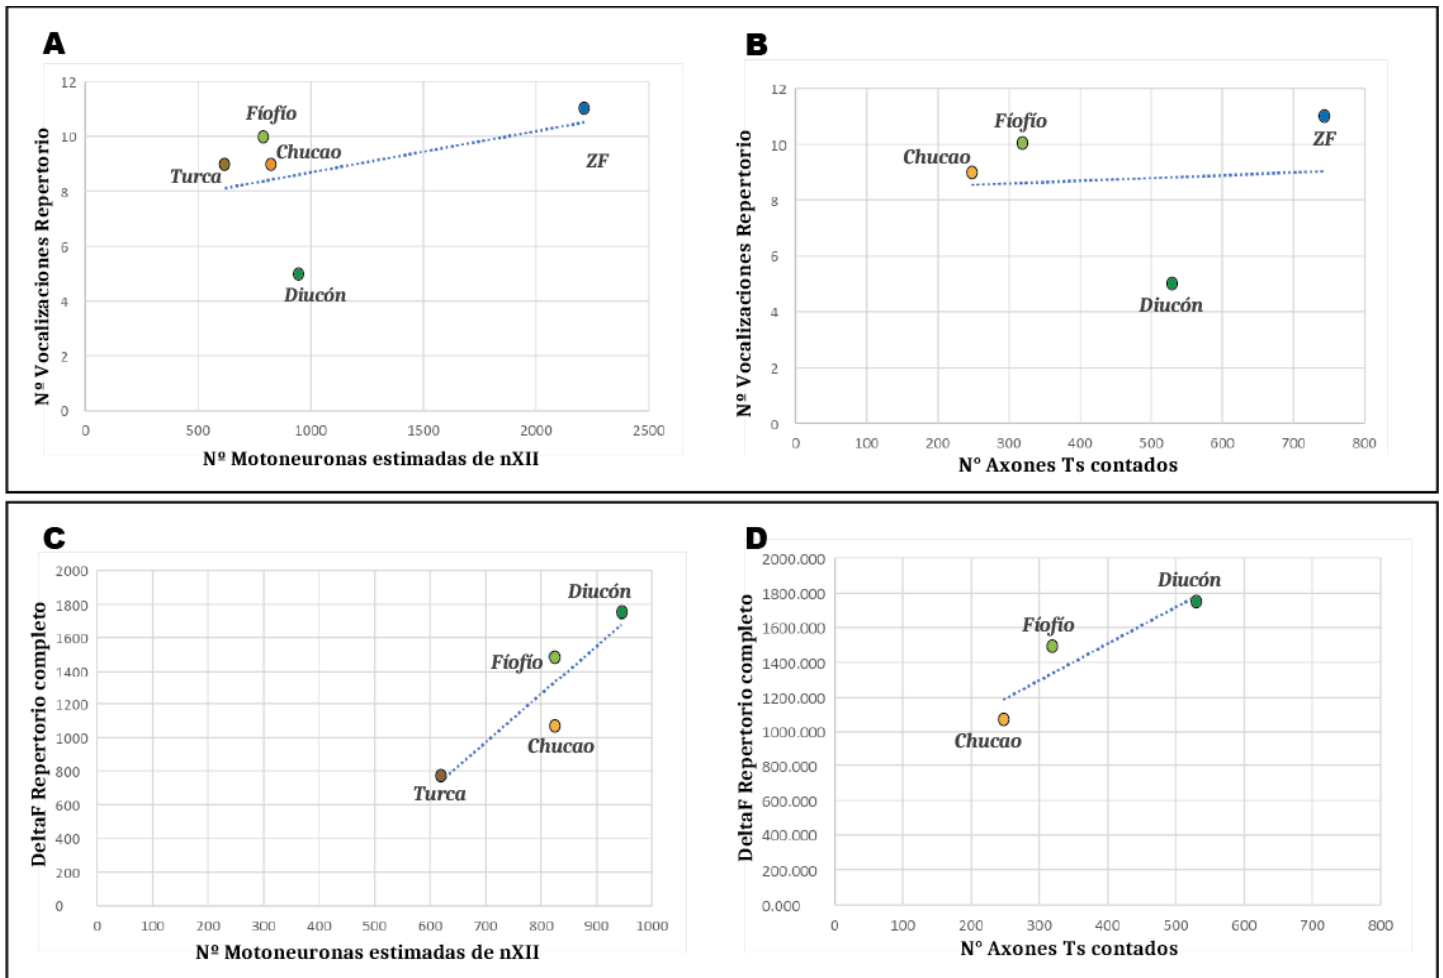 A
Nº Vocalizaciones Repertorio
12
10
8
6
4
2
0
Fíofío
Chucao
Turca
Diucón
ZF
0 500 1000 1500 2000 2500
Nº Motoneuronas estimadas de nXII
B
Nº Vocalizaciones Repertorio
12
10
8
6
4
2
0
Fíofío
Chucao
ZF
Diucón
0 100 200 300 400 500 600 700 800
N° Axones Ts contados
C
DeltaF Repertorio completo
2000
1800
1600
1400
1200
1000
800
600
400
200
0
Diucón
Fíofío
Chucao
Turca
0 100 200 300 400 500 600 700 800 900 1000
Nº Motoneuronas estimadas de nXII
D
DeltaF Repertorio completo
2000.000
1800.000
1600.000
1400.000
1200.000
1000.000
800.000
600.000
400.000
200.000
0.000
Diucón
Fíofío
Chucao
0 100 200 300 400 500 600 700 800
N° Axones Ts contados